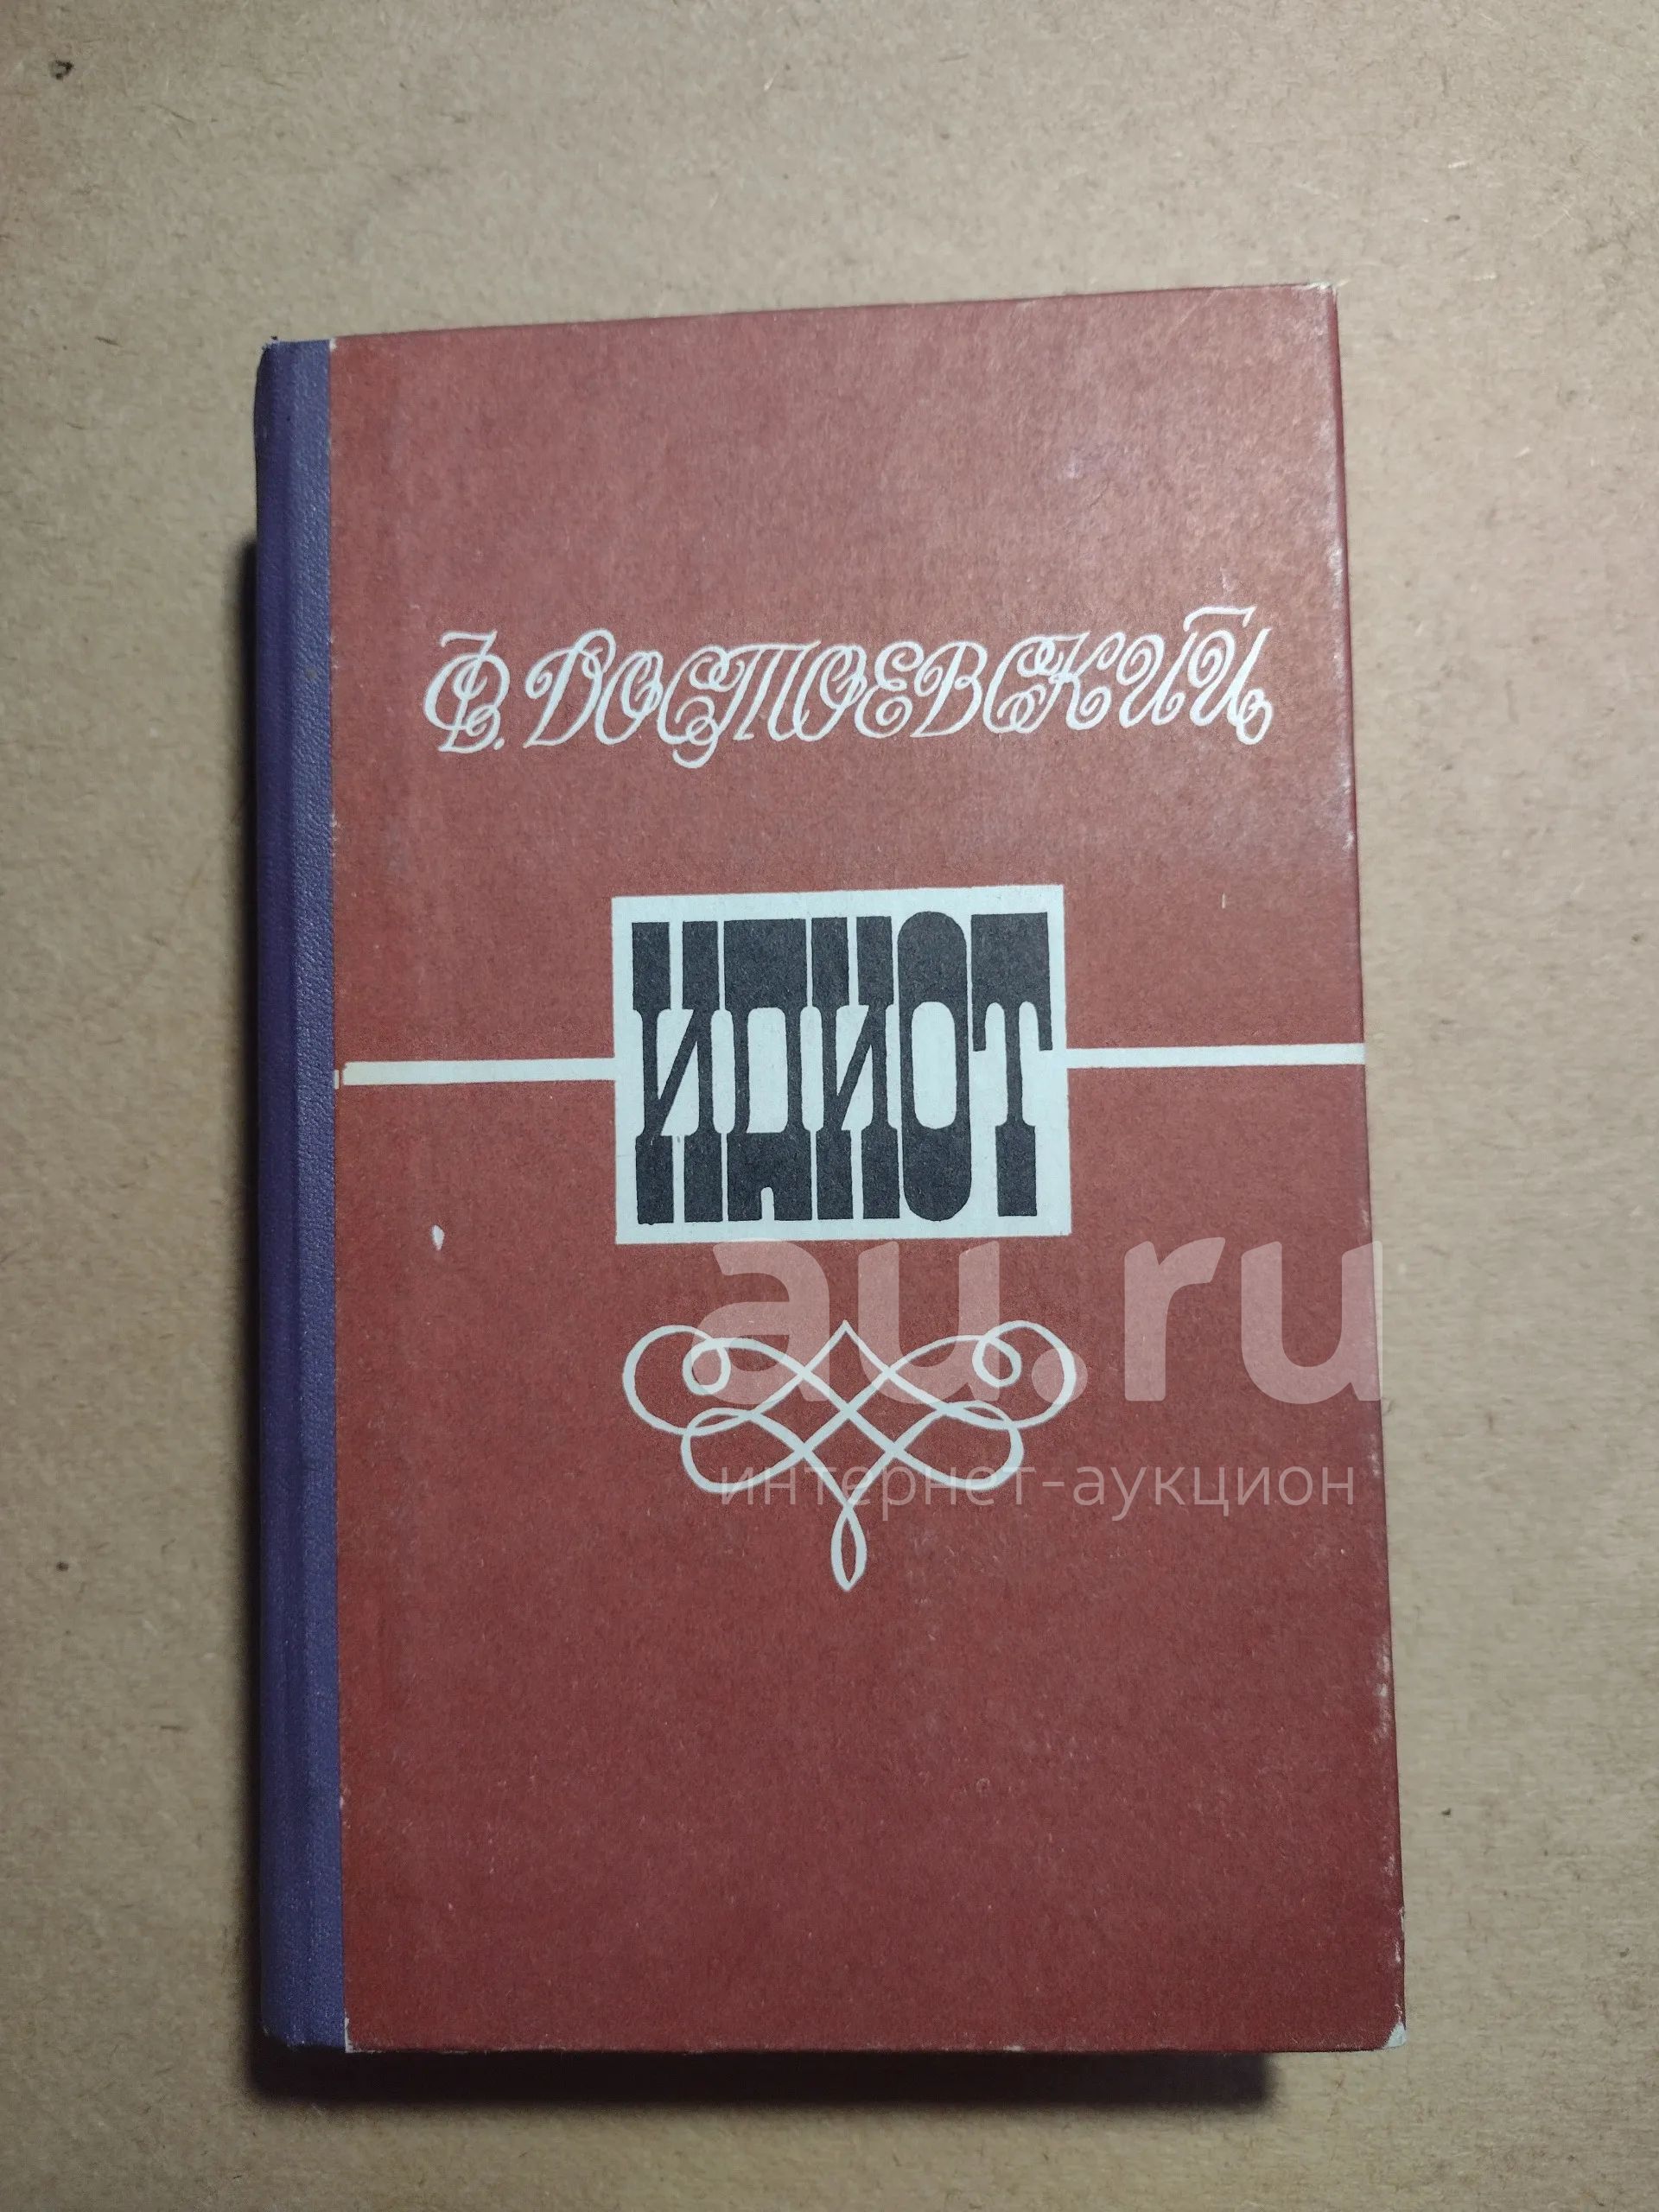 Ф. Достоевский
ИДИОТ
au.ru
интернет-аукцион